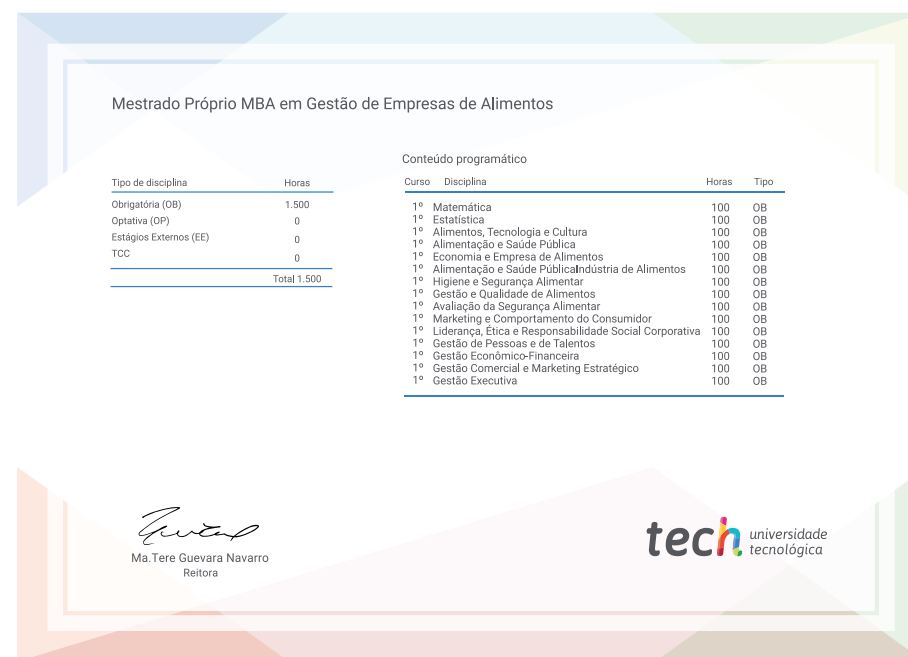 Mestrado Próprio MBA em Gestão de Empresas de Alimentos
Tipo de disciplina Horas
Obrigatória (OB) 1.500
Optativa (OP) 0
Estágios Externos (EE) 0
TCC 0
Total 1.500
Conteúdo programático
Curso Disciplina Horas Tipo
1º Matemática 100 OB
1º Estatística 100 OB
1º Alimentos, Tecnologia e Cultura 100 OB
1º Alimentação e Saúde Pública 100 OB
1º Economia e Empresa de Alimentos 100 OB
1º Alimentação e Saúde PúblicaIndústria de Alimentos 100 OB
1º Higiene e Segurança Alimentar 100 OB
1º Gestão e Qualidade de Alimentos 100 OB
1º Avaliação da Segurança Alimentar 100 OB
1º Marketing e Comportamento do Consumidor 100 OB
1º Liderança, Ética e Responsabilidade Social Corporativa 100 OB
1º Gestão de Pessoas e de Talentos 100 OB
1º Gestão Econômico-Financeira 100 OB
1º Gestão Comercial e Marketing Estratégico 100 OB
1º Gestão Executiva 100 OB
Ma.Tere Guevara Navarro
Reitora
tech universidade
tecnológica